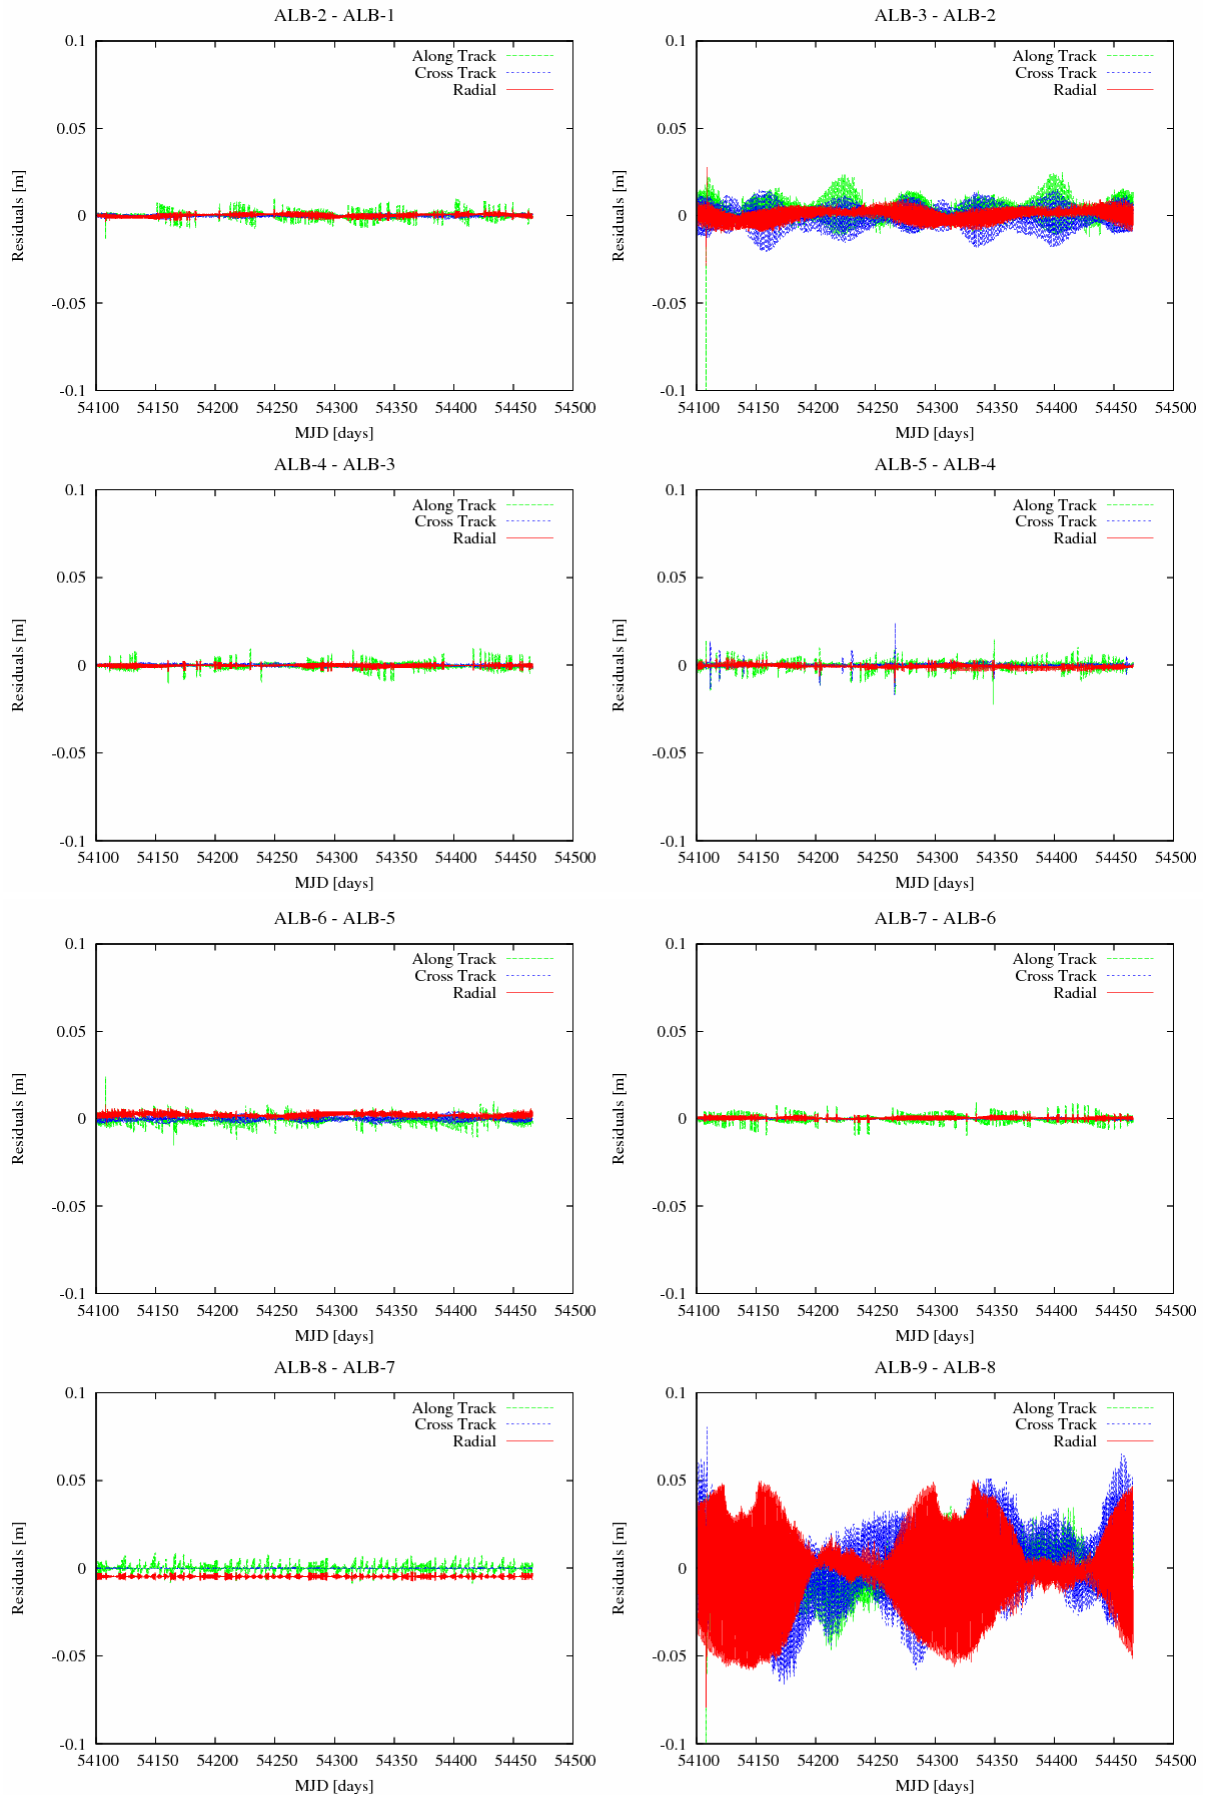 ALB-2 - ALB-1
0.1
0.05
0
-0.05
-0.1
Residuals [m]
Along Track
Cross Track
Radial
54100 54150 54200 54250 54300 54350 54400 54450 54500
MJD [days]
ALB-3 - ALB-2
0.1
0.05
0
-0.05
-0.1
Residuals [m]
Along Track
Cross Track
Radial
54100 54150 54200 54250 54300 54350 54400 54450 54500
MJD [days]
ALB-4 - ALB-3
0.1
0.05
0
-0.05
-0.1
Residuals [m]
Along Track
Cross Track
Radial
54100 54150 54200 54250 54300 54350 54400 54450 54500
MJD [days]
ALB-5 - ALB-4
0.1
0.05
0
-0.05
-0.1
Residuals [m]
Along Track
Cross Track
Radial
54100 54150 54200 54250 54300 54350 54400 54450 54500
MJD [days]
ALB-6 - ALB-5
0.1
0.05
0
-0.05
-0.1
Residuals [m]
Along Track
Cross Track
Radial
54100 54150 54200 54250 54300 54350 54400 54450 54500
MJD [days]
ALB-7 - ALB-6
0.1
0.05
0
-0.05
-0.1
Residuals [m]
Along Track
Cross Track
Radial
54100 54150 54200 54250 54300 54350 54400 54450 54500
MJD [days]
ALB-8 - ALB-7
0.1
0.05
0
-0.05
-0.1
Residuals [m]
Along Track
Cross Track
Radial
54100 54150 54200 54250 54300 54350 54400 54450 54500
MJD [days]
ALB-9 - ALB-8
0.1
0.05
0
-0.05
-0.1
Residuals [m]
Along Track
Cross Track
Radial
54100 54150 54200 54250 54300 54350 54400 54450 54500
MJD [days]